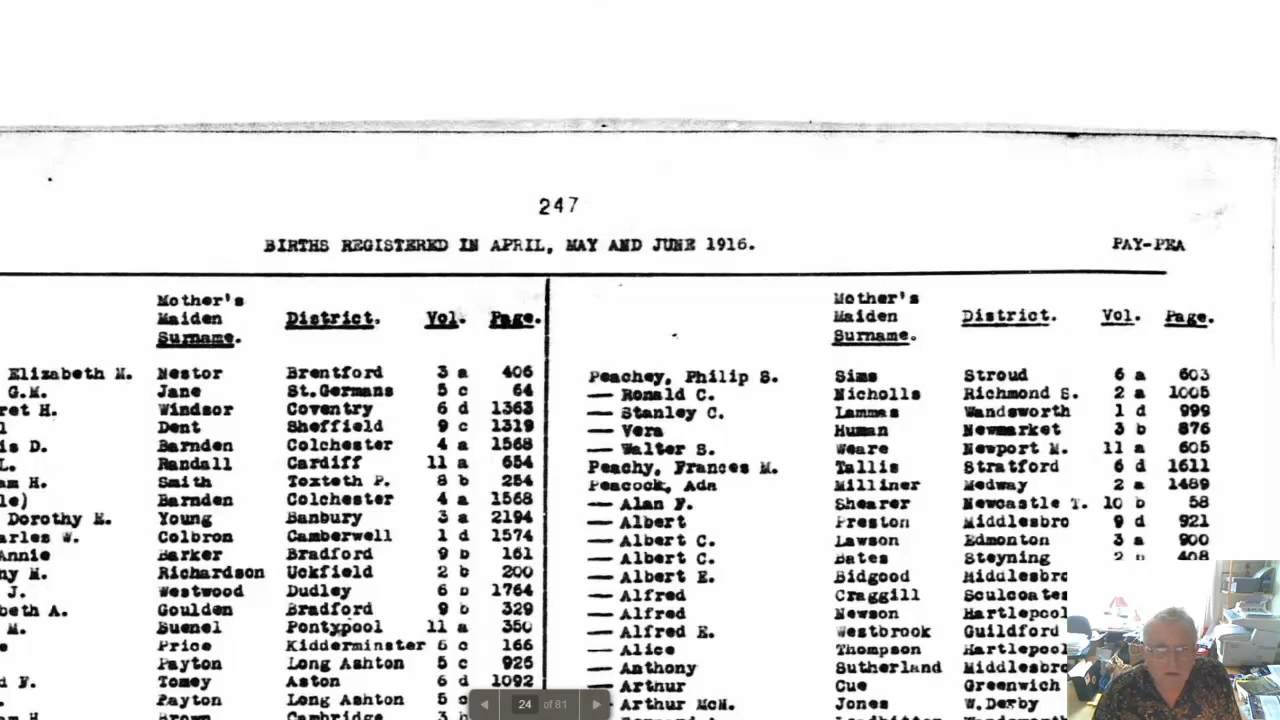 247
BIRTHS REGISTERED IN APRIL, MAY AND JUNE 1916. PAY-PEA
Mother's Maiden Surname. District. Vol. Page.
Elizabeth M. Nestor Brentford 3 a 406
G.M. Jane St.Germans 5 c 64
ret H. Windsor Coventry 6 d 1363
l Dent Sheffield 9 c 1319
is D. Barnden Colchester 4 a 1568
L. Randall Cardiff 11 a 654
am H. Smith Toxteth P. 8 b 254
le) Barnden Colchester 4 a 1568
Dorothy E. Young Banbury 3 a 2194
arles W. Colbron Camberwell 1 d 1574
Annie Barker Bradford 9 b 161
hy M. Richardson Uckfield 2 b 200
J. Westwood Dudley 6 b 1764
beth A. Goulden Bradford 9 b 329
M. Buenel Pontypool 11 a 350
e Price Kidderminster 6 c 166
Payton Long Ashton 5 c 926
d F. Tomey Aston 6 d 1092
Payton Long Ashton 5 c
Brown Cambridge 3 b
Mother's Maiden Surname. District. Vol. Page.
Peachey, Philip S. Sims Stroud 6 a 603
— Ronald C. Nicholls Richmond S. 2 a 1005
— Stanley C. Lammas Wandsworth 1 d 999
— Vera Human Newmarket 3 b 876
— Walter S. Weare Newport M. 11 a 605
Peachy, Frances M. Tallis Stratford 6 d 1611
Peacock, Ada Milliner Medway 2 a 1489
— Alan F. Shearer Newcastle T. 10 b 58
— Albert Preston Middlesbro 9 d 921
— Albert C. Lawson Edmonton 3 a 900
— Albert C. Bates Steyning 2 b 408
— Albert E. Bidgood Middlesbro
— Alfred Craggill Sculcoates
— Alfred Newson Hartlepool
— Alfred E. Westbrook Guildford
— Alice Thompson Hartlepool
— Anthony Sutherland Middlesbro
— Arthur Cue Greenwich
— Arthur McH. Jones W.Derby
24 of 81